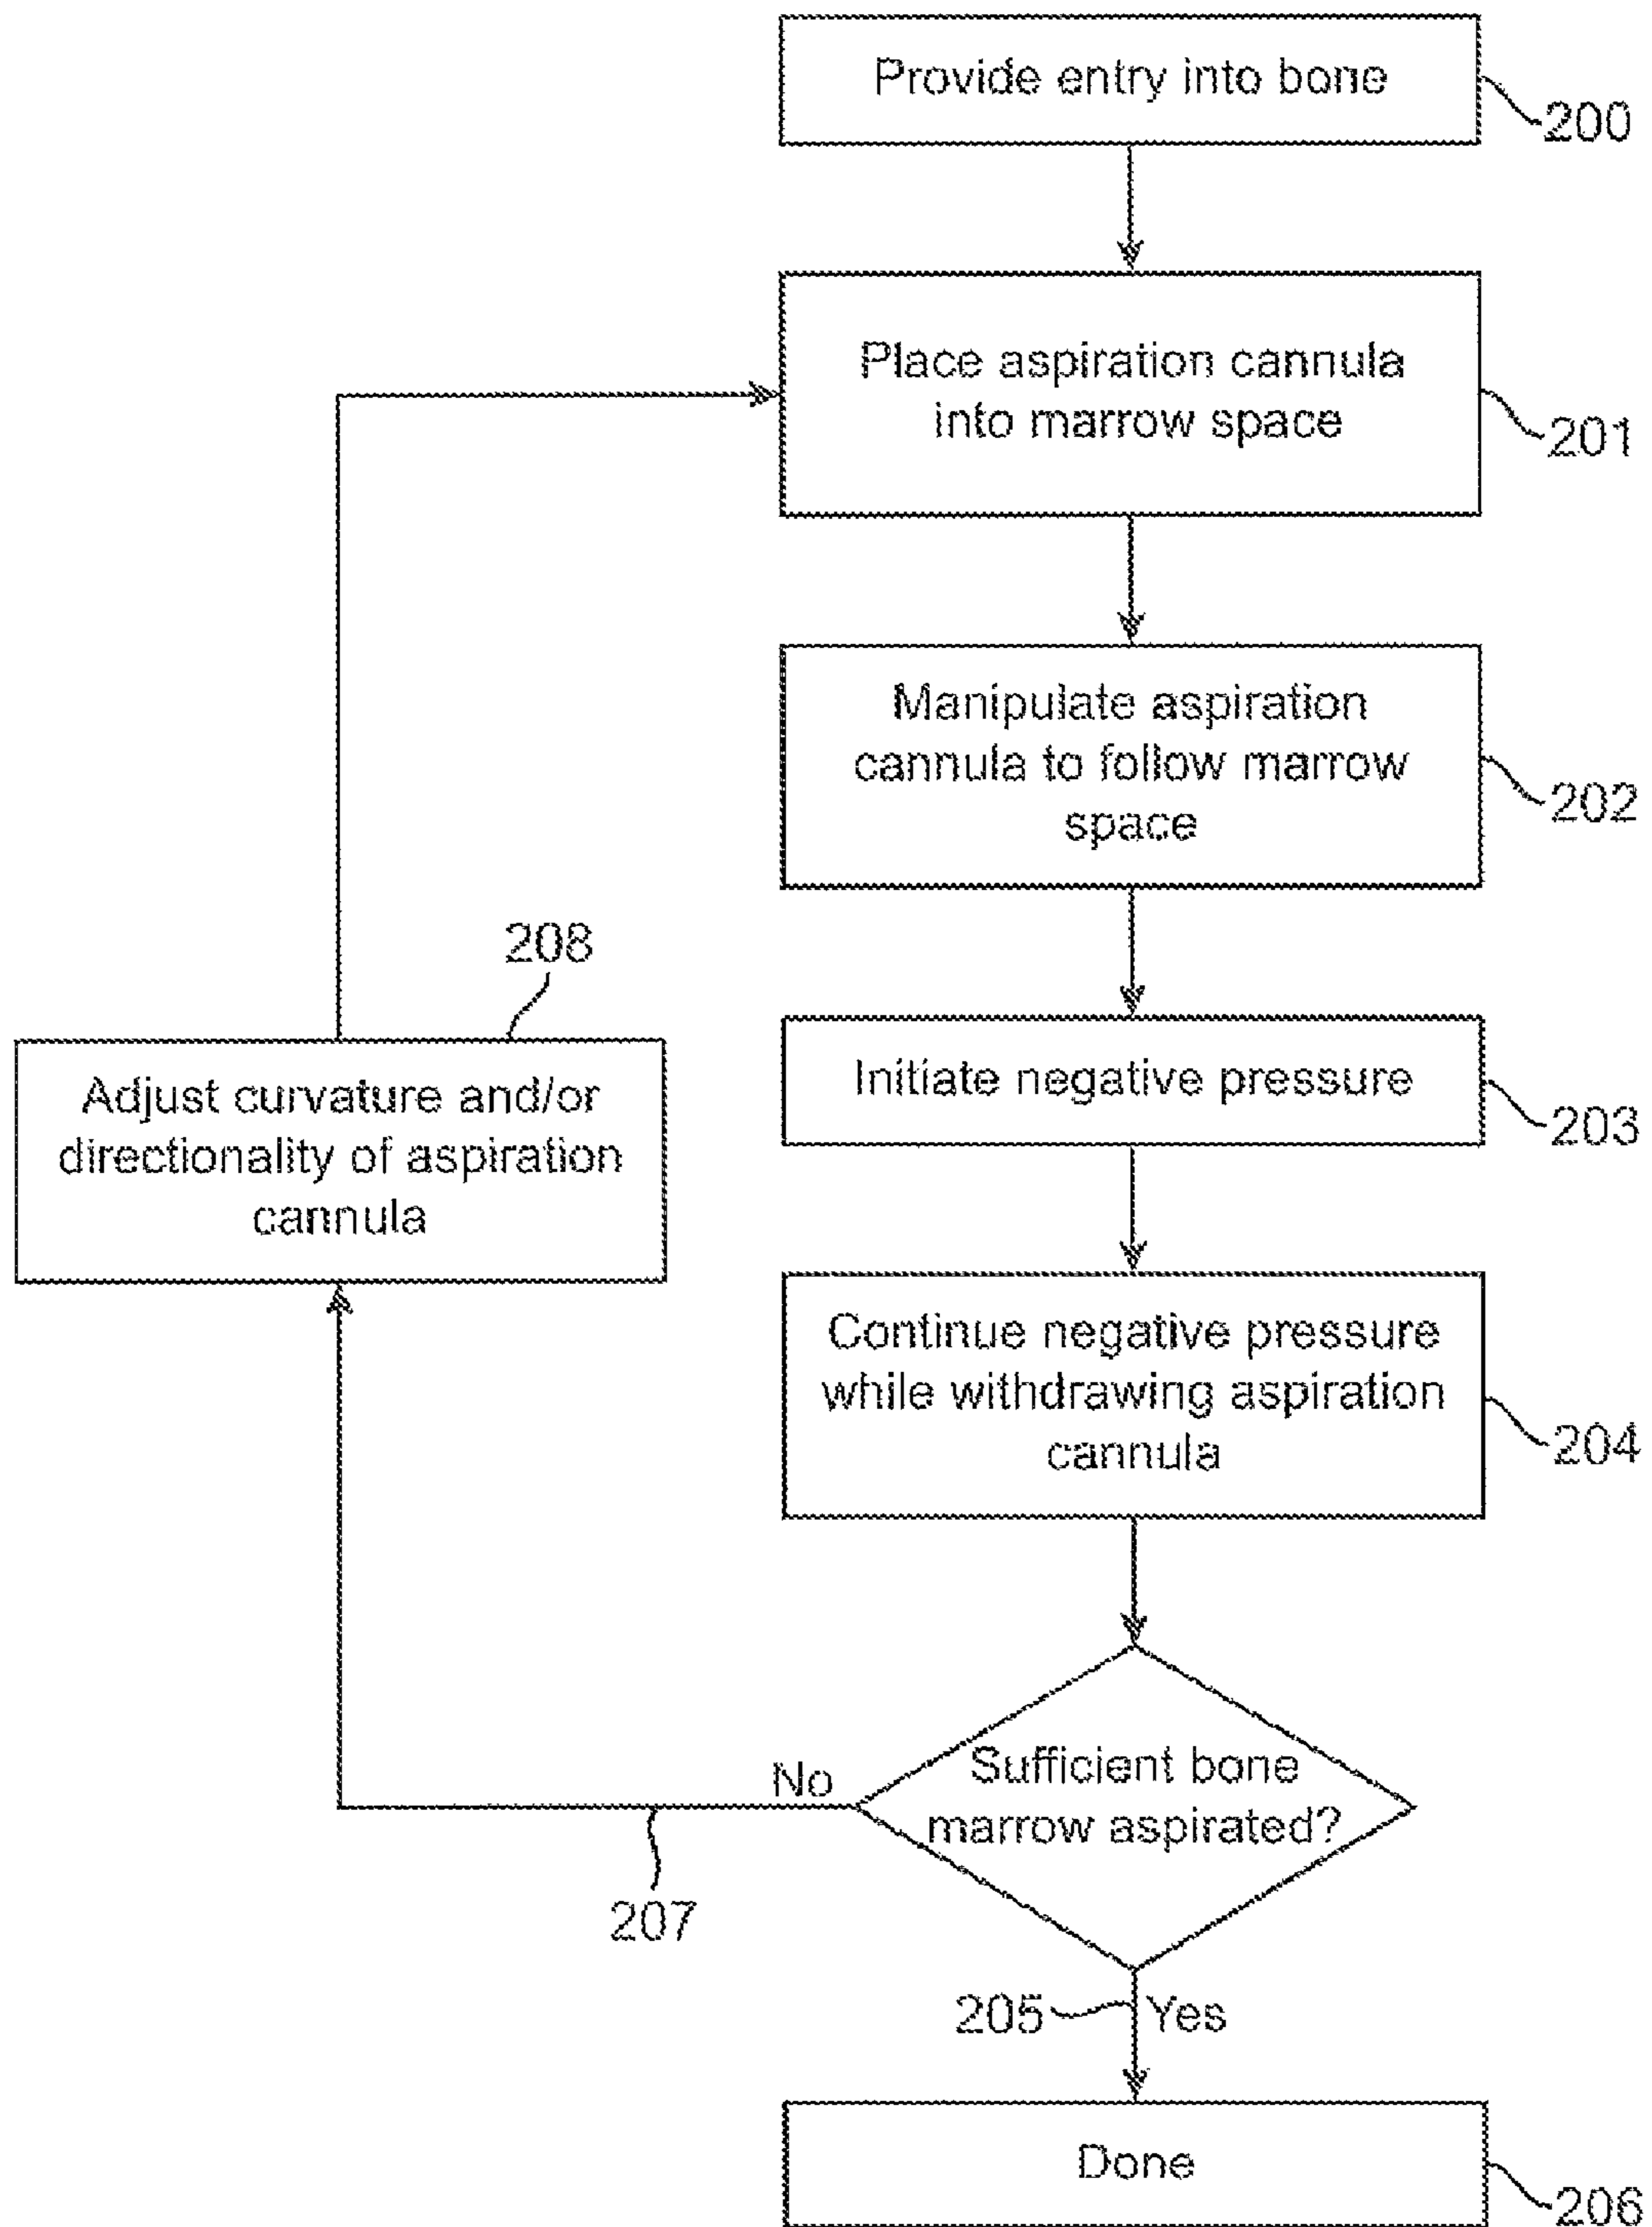 Provide entry into bone
200
Place aspiration cannula
into marrow space
201
Manipulate aspiration
cannula to follow marrow
space
202
208
Adjust curvature and/or
directionality of aspiration
cannula
Initiate negative pressure
203
Continue negative pressure
while withdrawing aspiration
cannula
204
No
Sufficient bone
marrow aspirated?
207
205
Yes
Done
206